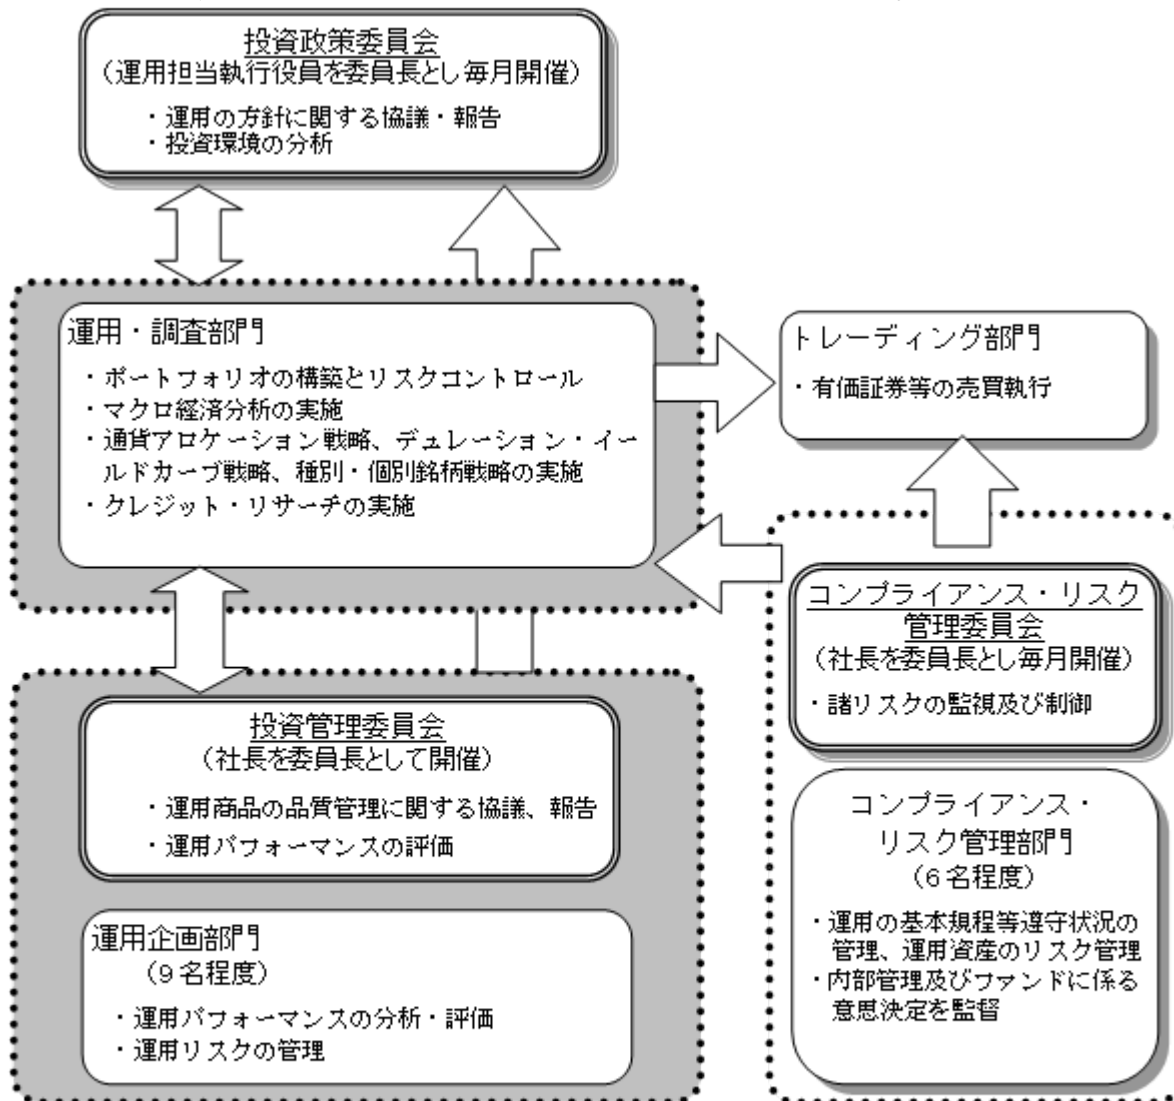 投資政策委員会
（運用担当執行役員を委員長とし毎月開催）
・運用の方針に関する協議・報告
・投資環境の分析
運用・調査部門
・ポートフォリオの構築とリスクコントロール
・マクロ経済分析の実施
・通貨アロケーション戦略、デュレーション・イー
ルドカーブ戦略、種別・個別銘柄戦略の実施
・クレジット・リサーチの実施
トレーディング部門
・有価証券等の売買執行
コンプライアンス・リスク
管理委員会
（社長を委員長とし毎月開催）
・諸リスクの監視及び制御
投資管理委員会
（社長を委員長として開催）
・運用商品の品質管理に関する協議、報告
・運用パフォーマンスの評価
運用企画部門
（9名程度）
・運用パフォーマンスの分析・評価
・運用リスクの管理
コンプライアンス・
リスク管理部門
（6名程度）
・運用の基本規程等遵守状況の
管理、運用資産のリスク管理
・内部管理及びファンドに係る
意思決定を監督